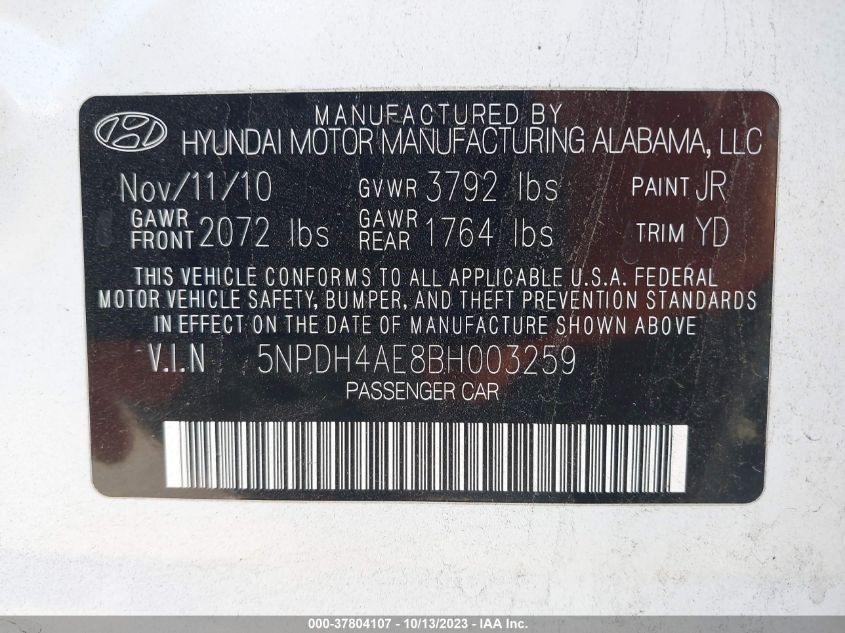 MANUFACTURED BY
HYUNDAI MOTOR MANUFACTURING ALABAMA, LLC
Nov/11/10 GVWR 3792 lbs PAINT JR
GAWR FRONT 2072 lbs GAWR REAR 1764 lbs TRIM YD
THIS VEHICLE CONFORMS TO ALL APPLICABLE U.S.A. FEDERAL
MOTOR VEHICLE SAFETY, BUMPER, AND THEFT PREVENTION STANDARDS
IN EFFECT ON THE DATE OF MANUFACTURE SHOWN ABOVE
V.I.N 5NPDH4AE8BH003259
PASSENGER CAR
000-37804107 - 10/13/2023 - IAA Inc.